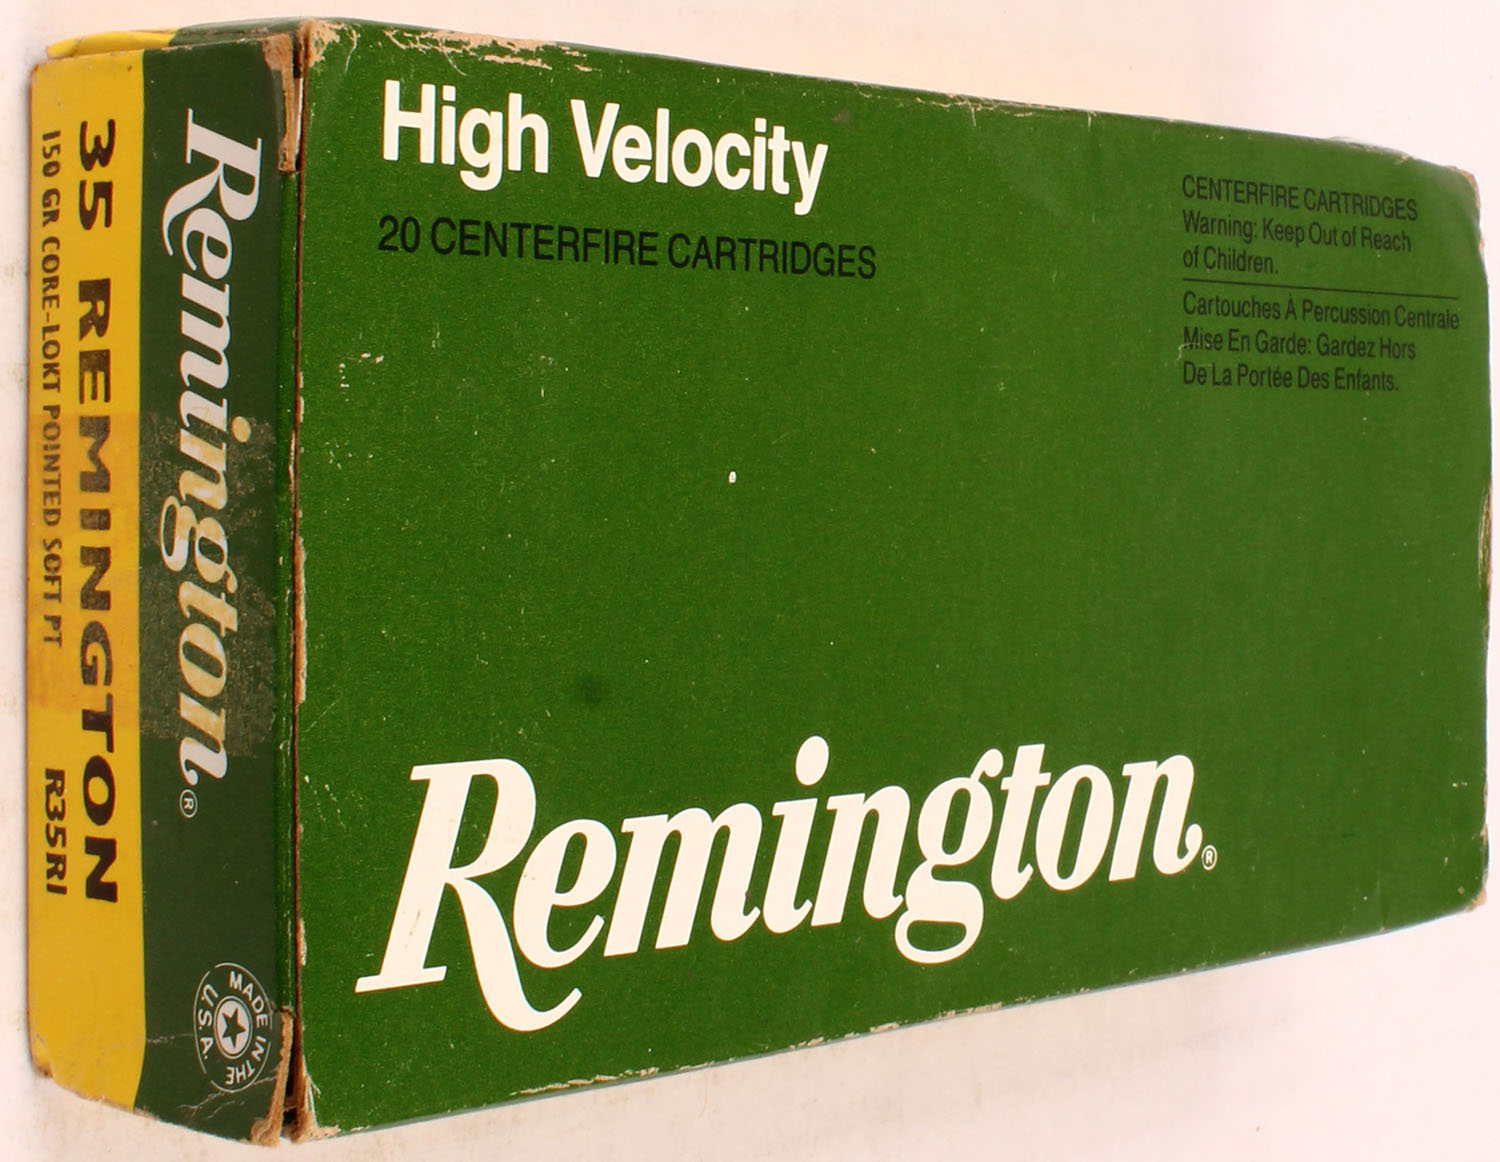 High Velocity
20 CENTERFIRE CARTRIDGES
CENTERFIRE CARTRIDGES
Warning: Keep Out of Reach
of Children.
Cartouches À Percussion Centrale
Mise En Garde: Gardez Hors
De La Portée Des Enfants.
Remington®
Remington®
35 REMINGTON
150 GR CORE-LOKT POINTED SOFT PT R35R1
MADE IN THE
U.S.A.